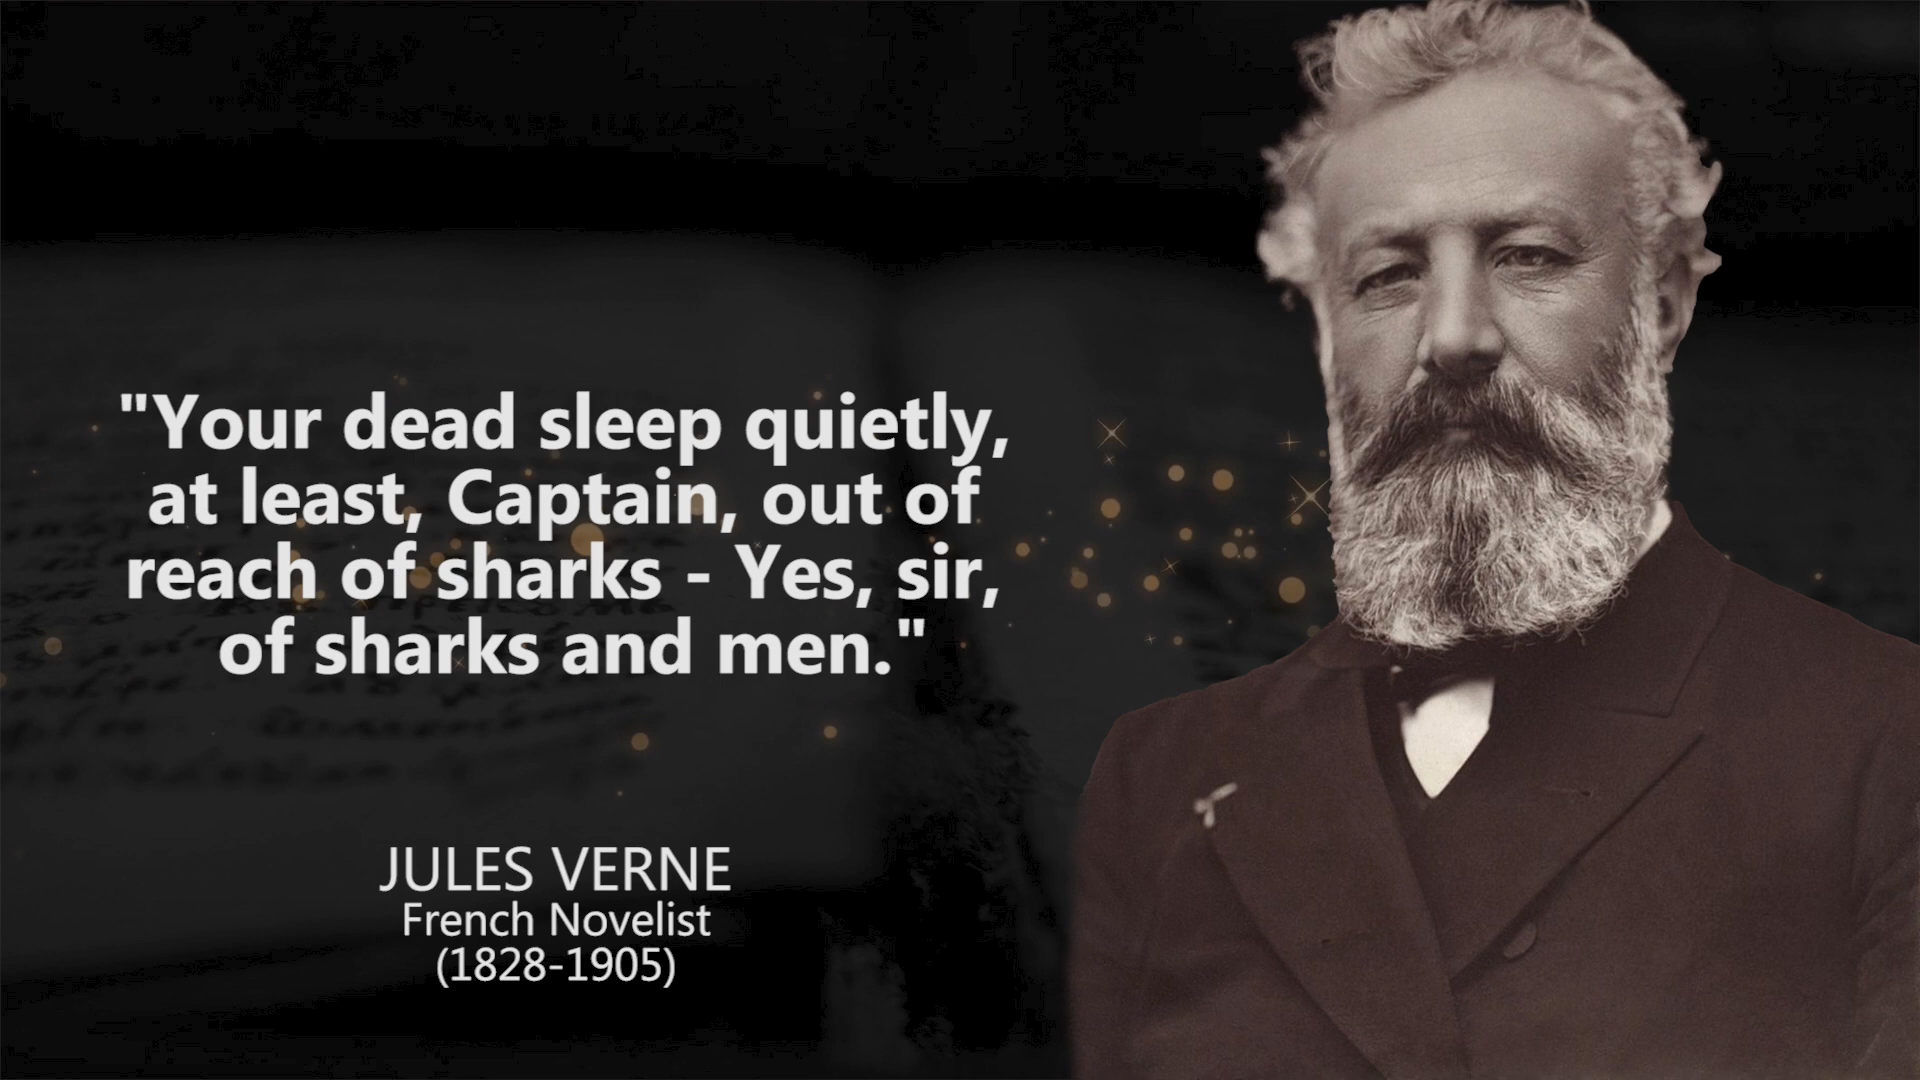 "Your dead sleep quietly,
at least, Captain, out of
reach of sharks - Yes, sir,
of sharks and men."
JULES VERNE
French Novelist
(1828-1905)